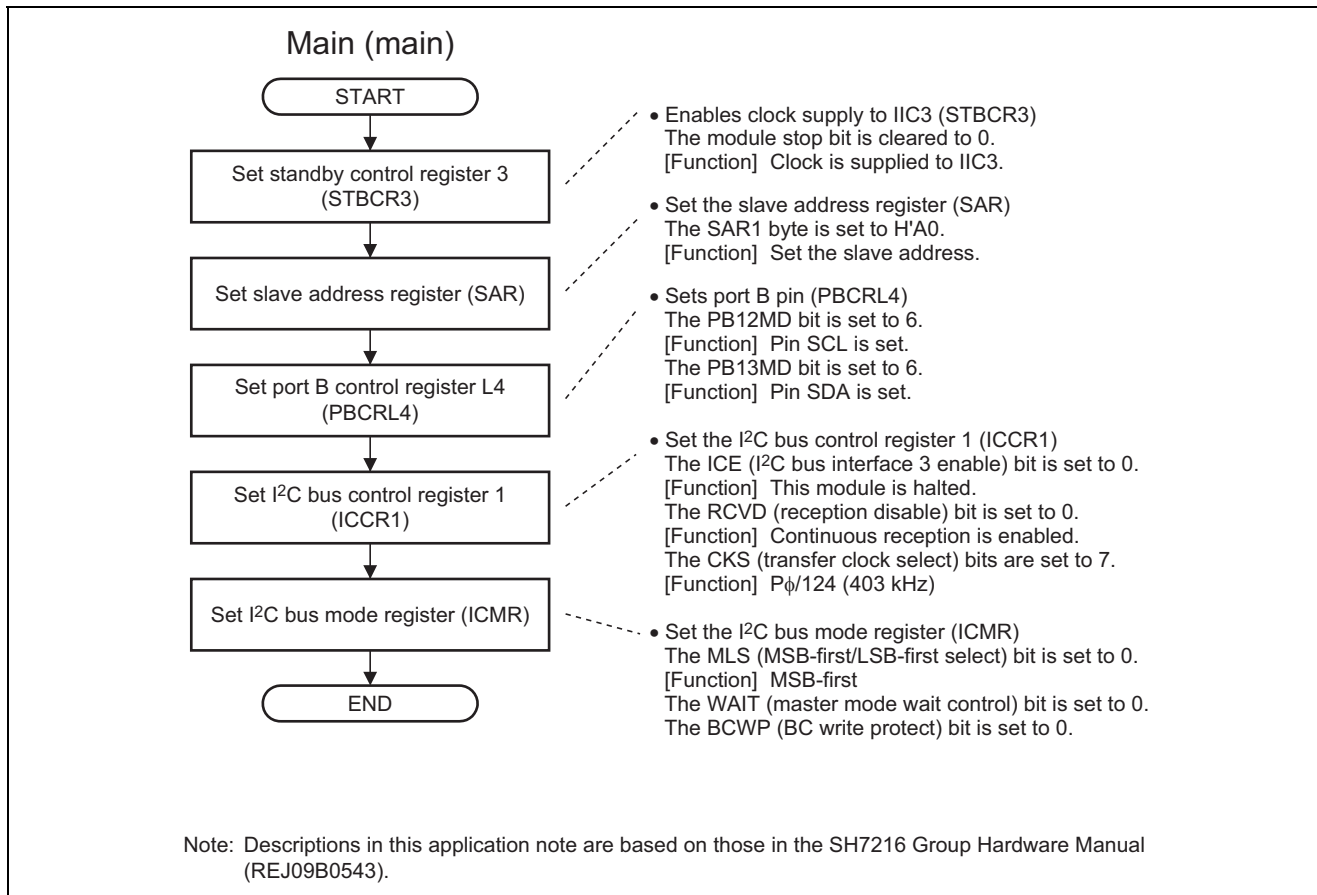 Main (main)
START
Set standby control register 3
(STBCR3)
Set slave address register (SAR)
Set port B control register L4
(PBCRL4)
Set I2C bus control register 1
(ICCR1)
Set I2C bus mode register (ICMR)
END
• Enables clock supply to IIC3 (STBCR3)
The module stop bit is cleared to 0.
[Function] Clock is supplied to IIC3.
• Set the slave address register (SAR)
The SAR1 byte is set to H'A0.
[Function] Set the slave address.
• Sets port B pin (PBCRL4)
The PB12MD bit is set to 6.
[Function] Pin SCL is set.
The PB13MD bit is set to 6.
[Function] Pin SDA is set.
• Set the I2C bus control register 1 (ICCR1)
The ICE (I2C bus interface 3 enable) bit is set to 0.
[Function] This module is halted.
The RCVD (reception disable) bit is set to 0.
[Function] Continuous reception is enabled.
The CKS (transfer clock select) bits are set to 7.
[Function] Pϕ/124 (403 kHz)
• Set the I2C bus mode register (ICMR)
The MLS (MSB-first/LSB-first select) bit is set to 0.
[Function] MSB-first
The WAIT (master mode wait control) bit is set to 0.
The BCWP (BC write protect) bit is set to 0.
Note: Descriptions in this application note are based on those in the SH7216 Group Hardware Manual
(REJ09B0543).